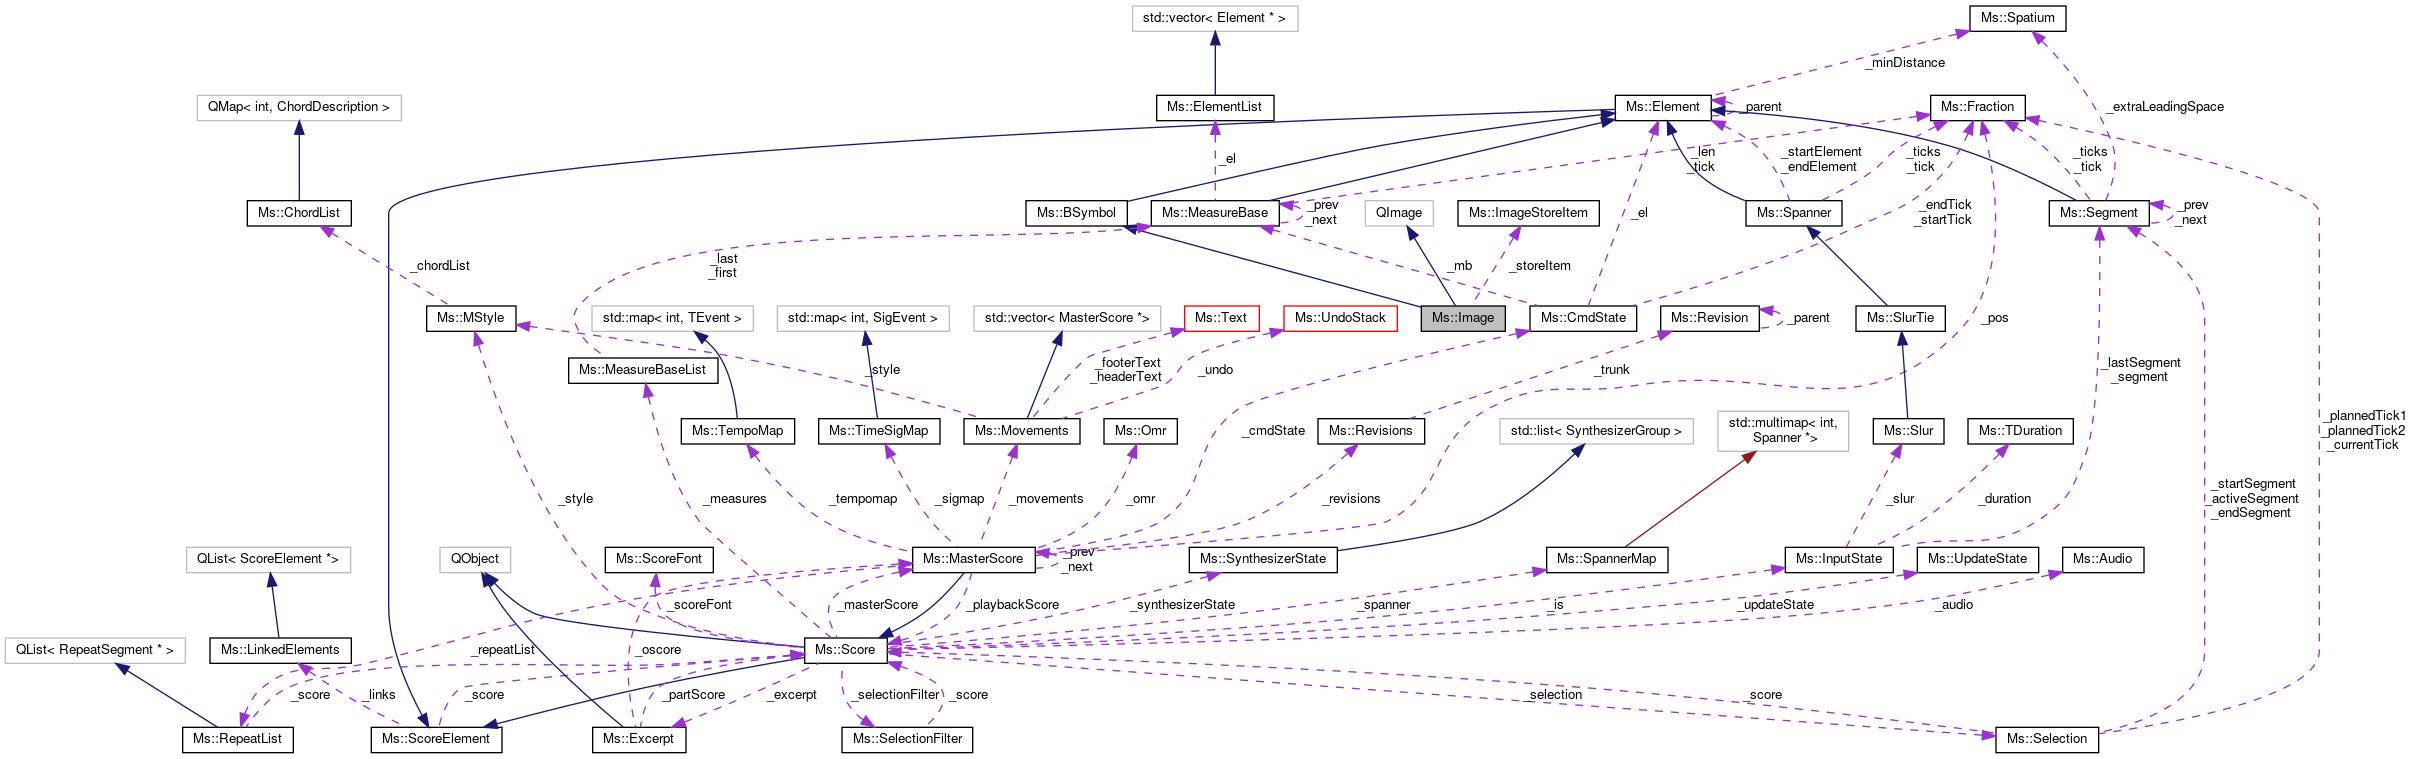 std::vector< Element * >
Ms::Spatium
_minDistance
QMap< int, ChordDescription >
Ms::ElementList
Ms::Element
_parent
Ms::Fraction
_extraLeadingSpace
_el
_startElement
_endElement
_len
_tick
_ticks
_tick
_ticks
_tick
Ms::ChordList
Ms::BSymbol
Ms::MeasureBase
_prev
_next
QImage
Ms::ImageStoreItem
_el
Ms::Spanner
_endTick
_startTick
Ms::Segment
_prev
_next
_chordList
_last
_first
_mb
_storeItem
Ms::MStyle
std::map< int, TEvent >
std::map< int, SigEvent >
std::vector< MasterScore *>
Ms::Text
Ms::UndoStack
Ms::Image
Ms::CmdState
Ms::Revision
_parent
Ms::SlurTie
_pos
Ms::MeasureBaseList
_style
_footerText
_headerText
_undo
_trunk
_lastSegment
_segment
Ms::TempoMap
Ms::TimeSigMap
Ms::Movements
Ms::Omr
_cmdState
Ms::Revisions
std::list< SynthesizerGroup >
std::multimap< int,
Spanner *>
Ms::Slur
Ms::TDuration
_plannedTick1
_plannedTick2
_currentTick
_style
_measures
_tempomap
_sigmap
_movements
_omr
_revisions
_slur
_duration
_startSegment
_activeSegment
_endSegment
QList< ScoreElement *>
QObject
Ms::ScoreFont
Ms::MasterScore
_prev
_next
Ms::SynthesizerState
Ms::SpannerMap
Ms::InputState
Ms::UpdateState
Ms::Audio
_scoreFont
_masterScore
_playbackScore
_synthesizerState
_spanner
_is
_updateState
_audio
QList< RepeatSegment * >
Ms::LinkedElements
_repeatList
_oscore
Ms::Score
_score
_links
_score
_partScore
_excerpt
_selectionFilter
_score
_selection
_score
Ms::RepeatList
Ms::ScoreElement
Ms::Excerpt
Ms::SelectionFilter
Ms::Selection